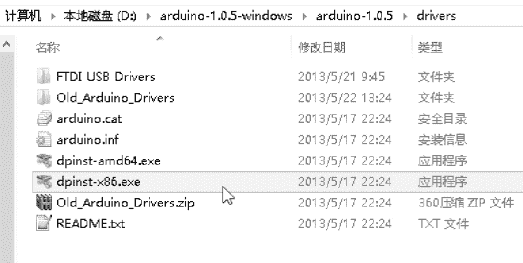 计算机 ▸ 本地磁盘 (D:) ▸ arduino-1.0.5-windows ▸ arduino-1.0.5 ▸ drivers
名称 修改日期 类型
FTDI USB Drivers 2013/5/21 9:45 文件夹
Old_Arduino_Drivers 2013/5/22 13:24 文件夹
arduino.cat 2013/5/17 22:24 安全目录
arduino.inf 2013/5/17 22:24 安装信息
dpinst-amd64.exe 2013/5/17 22:24 应用程序
dpinst-x86.exe 2013/5/17 22:24 应用程序
Old_Arduino_Drivers.zip 2013/5/17 22:24 360压缩 ZIP 文件
README.txt 2013/5/17 22:24 TXT 文件